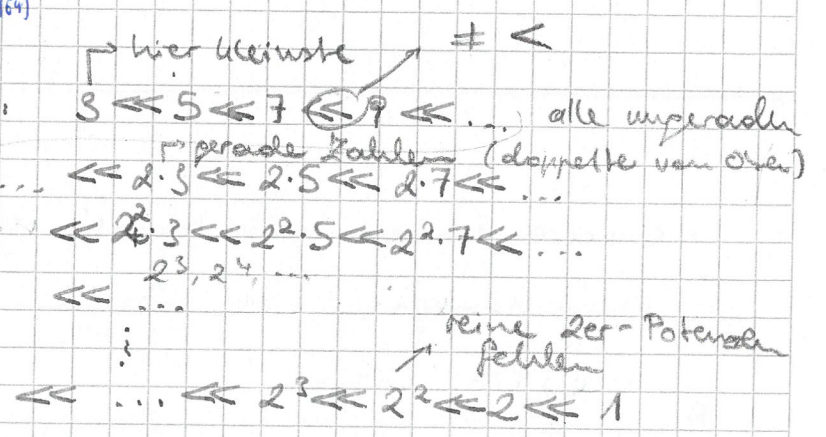 (64)
hier kleinste ≠ <
3 ≪ 5 ≪ 7 ≪ 9 ≪ ... alle ungeraden
gerade Zahlen (doppelte von oben)
... ≪ 2·3 ≪ 2·5 ≪ 2·7 ≪ ...
≪ 2²·3 ≪ 2²·5 ≪ 2²·7 ≪ ...
2³, 2⁴, ...
≪ ...
⋮
reine 2er-Potenzen
fehlen
≪ ... ≪ 2³ ≪ 2² ≪ 2 ≪ 1